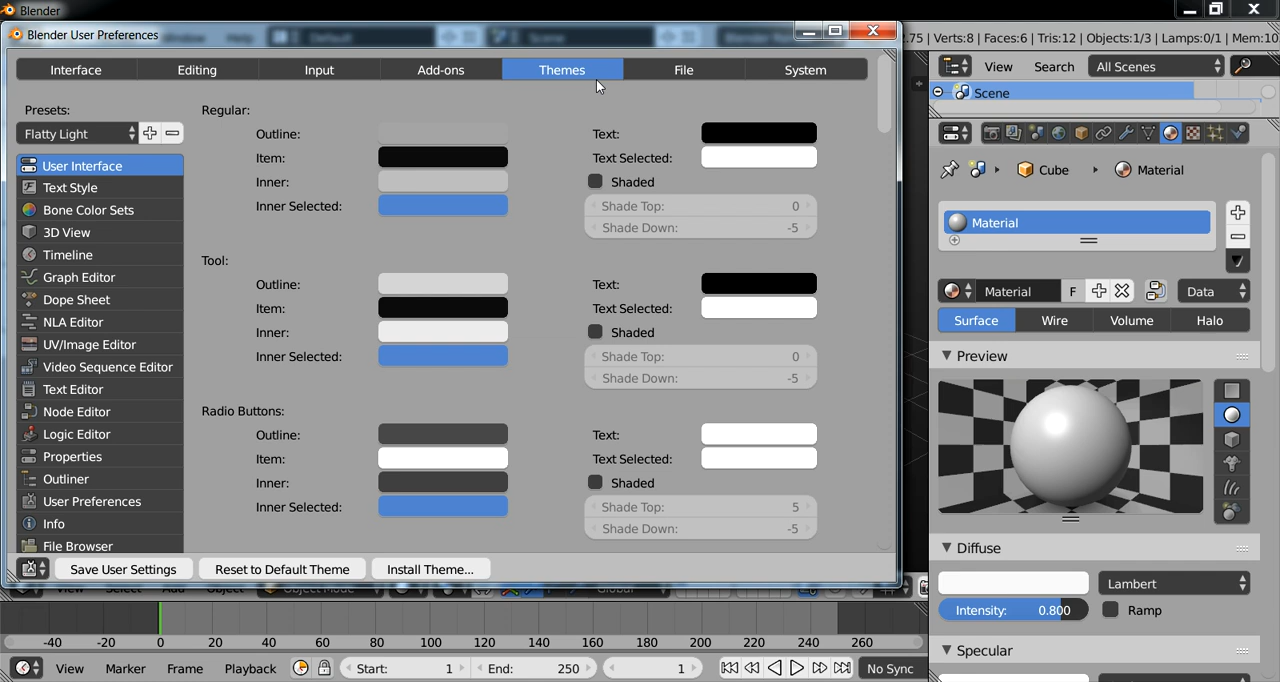 Blender
Blender User Preferences
.75 | Verts:8 | Faces:6 | Tris:12 | Objects:1/3 | Lamps:0/1 | Mem:10
Interface Editing Input Add-ons Themes File System
View Search All Scenes
Scene
Presets:
Flatty Light
User Interface
Text Style
Bone Color Sets
3D View
Timeline
Graph Editor
Dope Sheet
NLA Editor
UV/Image Editor
Video Sequence Editor
Text Editor
Node Editor
Logic Editor
Properties
Outliner
User Preferences
Info
File Browser
Regular:
Outline: Text:
Item: Text Selected:
Inner: Shaded
Inner Selected: Shade Top: 0
Shade Down: -5
Tool:
Outline: Text:
Item: Text Selected:
Inner: Shaded
Inner Selected: Shade Top: 0
Shade Down: -5
Radio Buttons:
Outline: Text:
Item: Text Selected:
Inner: Shaded
Inner Selected: Shade Top: 5
Shade Down: -5
Save User Settings Reset to Default Theme Install Theme...
Cube Material
Material
Material F Data
Surface Wire Volume Halo
Preview
Diffuse
Lambert
Intensity: 0.800 Ramp
Specular
View Select Add Object Object Mode Global
-40 -20 0 20 40 60 80 100 120 140 160 180 200 220 240 260
View Marker Frame Playback Start: 1 End: 250 1 No Sync